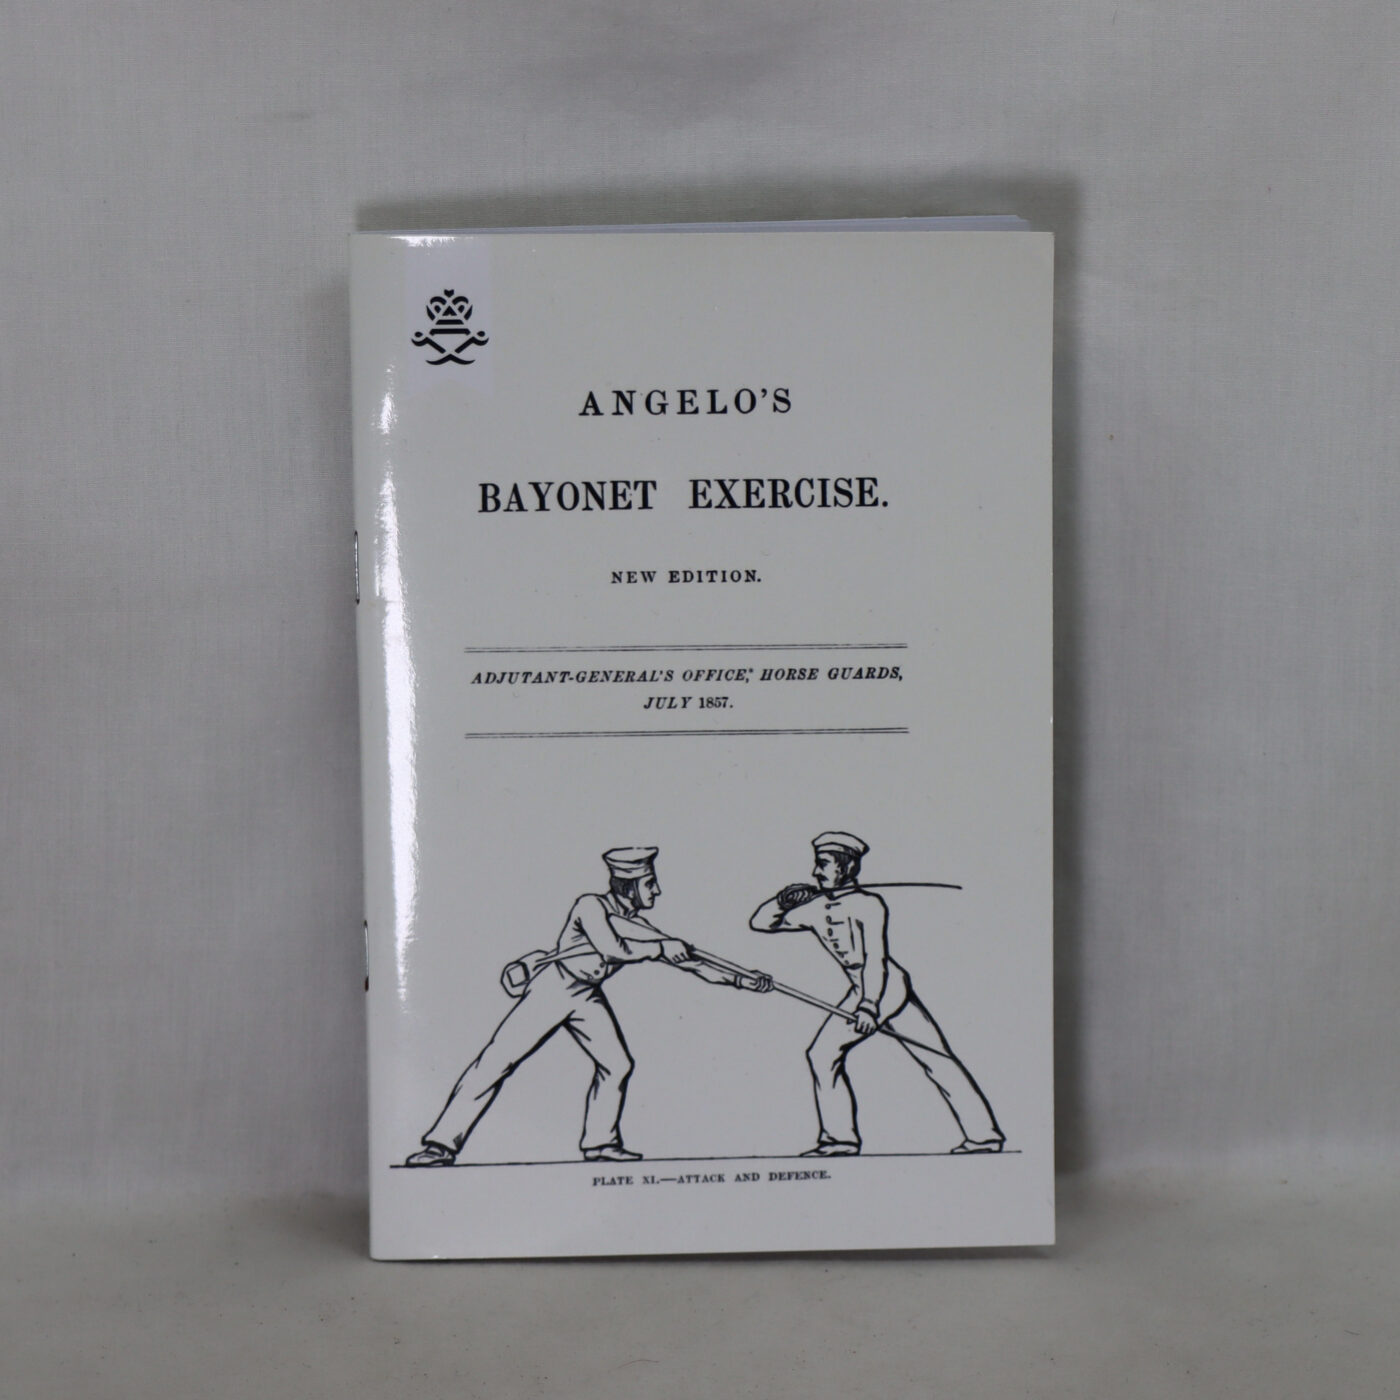 ANGELO'S
BAYONET EXERCISE.
NEW EDITION.
ADJUTANT-GENERAL'S OFFICE, HORSE GUARDS,
JULY 1857.
PLATE XI.—ATTACK AND DEFENCE.